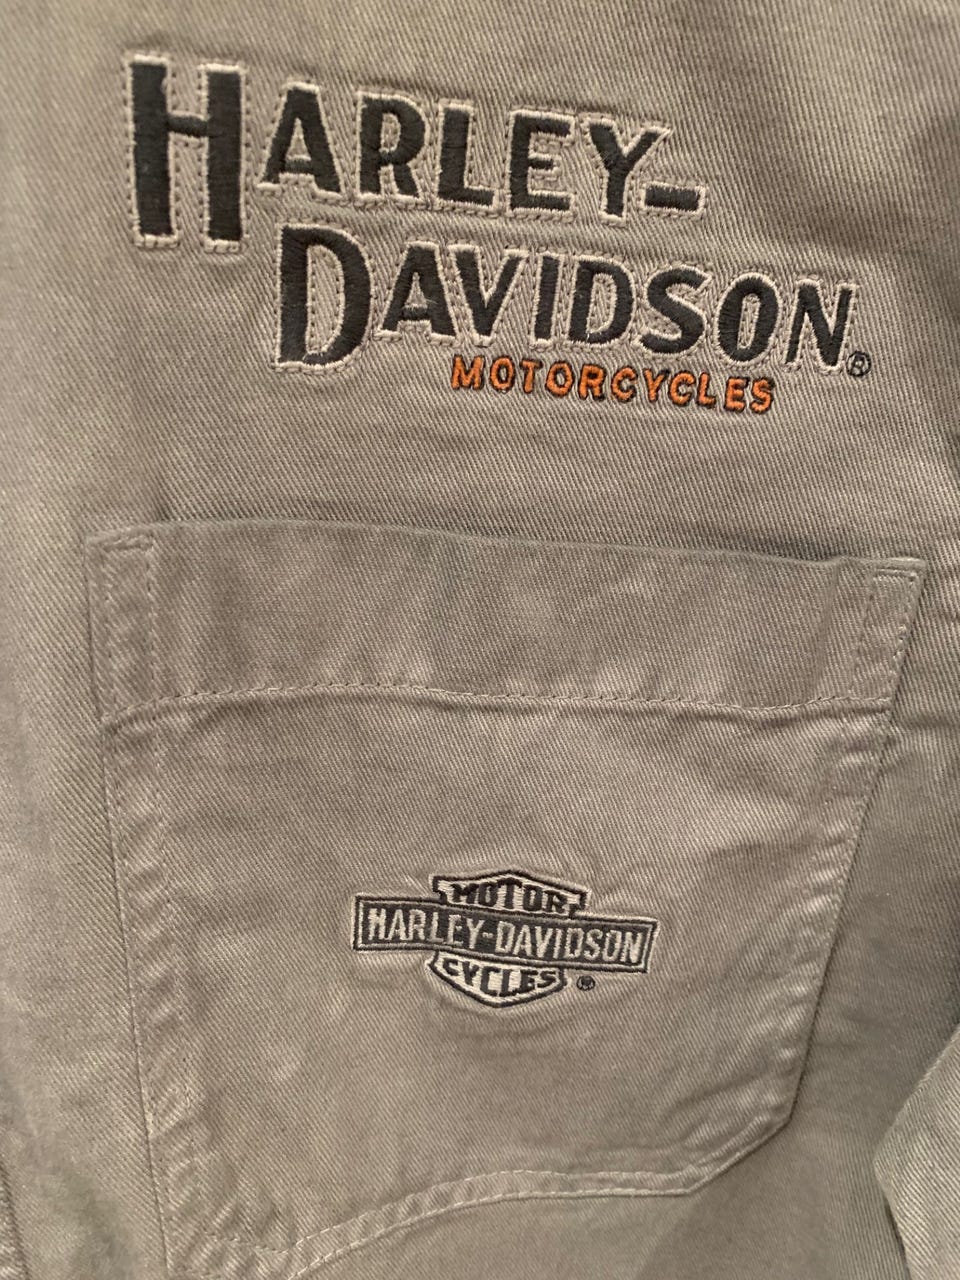 HARLEY-
DAVIDSON®
MOTORCYCLES
MOTOR
HARLEY-DAVIDSON
CYCLES®